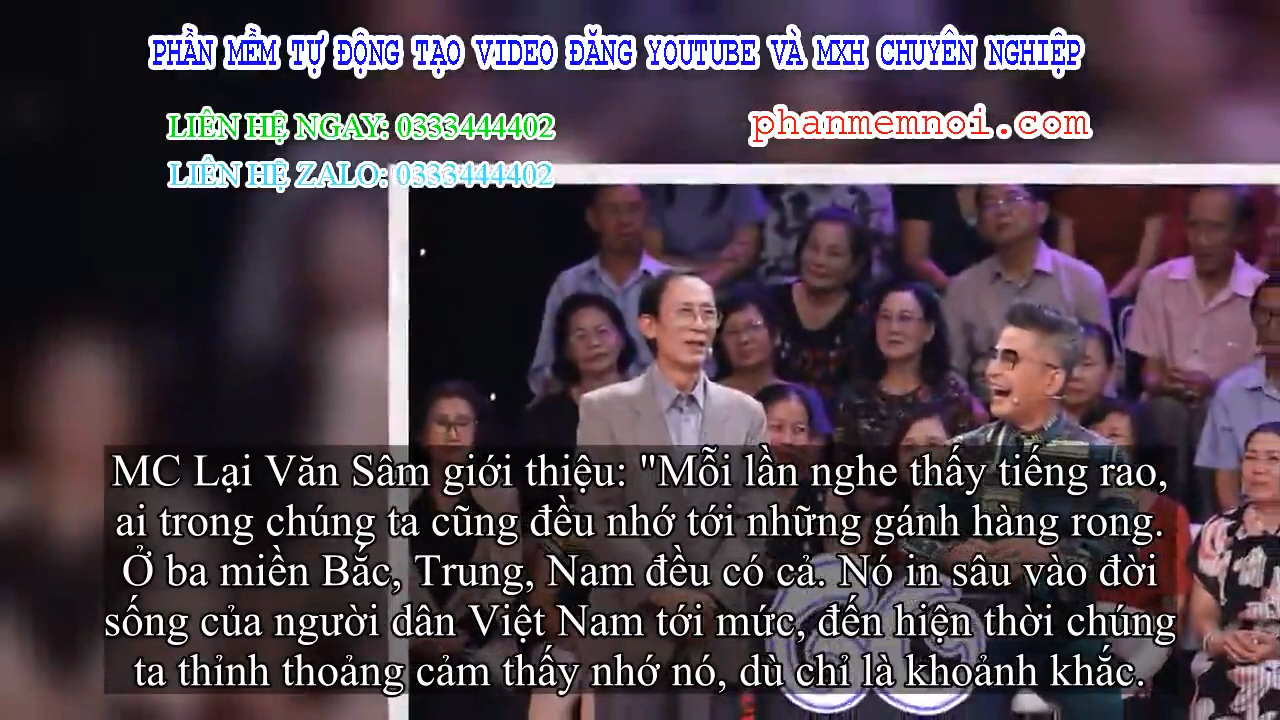 PHẦN MỀM TỰ ĐỘNG TẠO VIDEO ĐĂNG YOUTUBE VÀ MXH CHUYÊN NGHIỆP
LIÊN HỆ NGAY: 0333444402
phanmemnoi.com
LIÊN HỆ ZALO: 0333444402
MC Lại Văn Sâm giới thiệu: "Mỗi lần nghe thấy tiếng rao,
ai trong chúng ta cũng đều nhớ tới những gánh hàng rong.
Ở ba miền Bắc, Trung, Nam đều có cả. Nó in sâu vào đời
sống của người dân Việt Nam tới mức, đến hiện thời chúng
ta thỉnh thoảng cảm thấy nhớ nó, dù chỉ là khoảnh khắc.